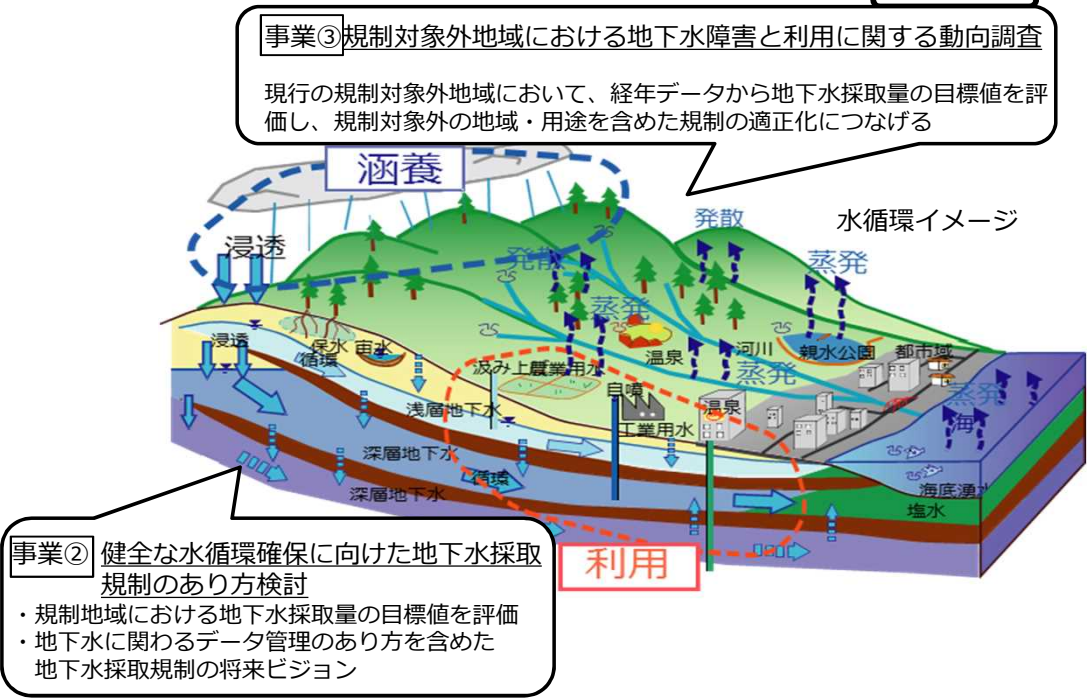 事業③規制対象外地域における地下水障害と利用に関する動向調査
現行の規制対象外地域において、経年データから地下水採取量の目標値を評
価し、規制対象外の地域・用途を含めた規制の適正化につなげる
涵養
水循環イメージ
浸透
発散
発散
蒸発
蒸発
浸透
保水
宙水
循環
温泉
河川
親水公園
都市域
汲み上げ
農業用水
蒸発
蒸発
自噴
温泉
浅層地下水
工業用水
海
深層地下水
循環
深層地下水
海底湧水
塩水
利用
事業② 健全な水循環確保に向けた地下水採取
規制のあり方検討
・規制地域における地下水採取量の目標値を評価
・地下水に関わるデータ管理のあり方を含めた
地下水採取規制の将来ビジョン